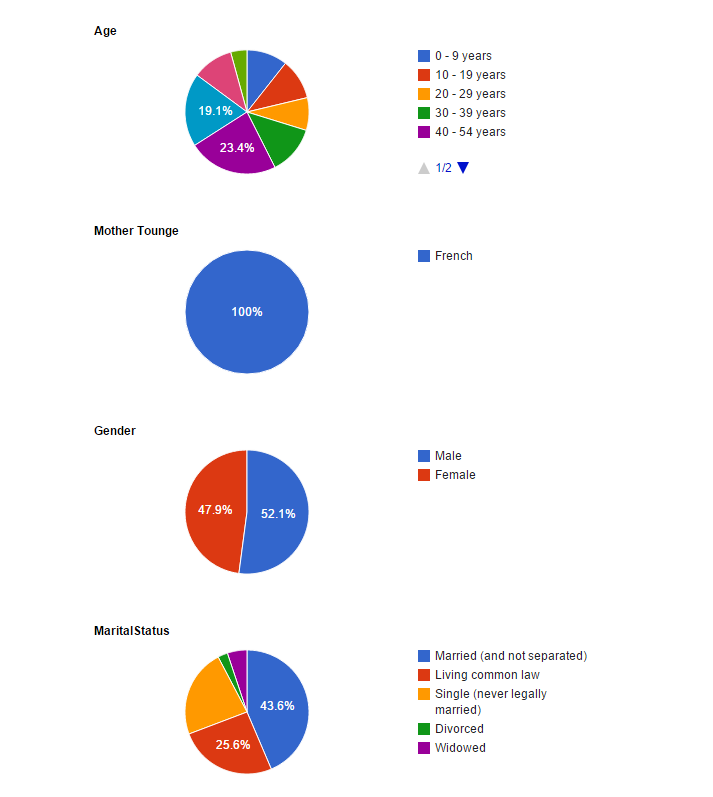 Age
0 - 9 years
10 - 19 years
20 - 29 years
30 - 39 years
40 - 54 years
19.1%
23.4%
1/2
Mother Tounge
French
100%
Gender
Male
Female
47.9%
52.1%
MaritalStatus
Married (and not separated)
Living common law
Single (never legally
married)
Divorced
Widowed
43.6%
25.6%